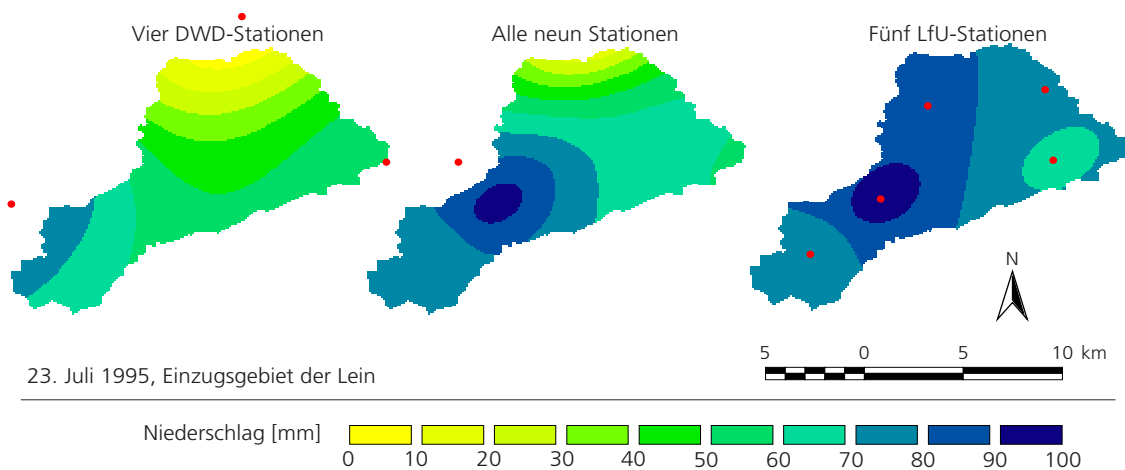 Vier DWD-Stationen
Alle neun Stationen
Fünf LfU-Stationen
N
5 0 5 10 km
23. Juli 1995, Einzugsgebiet der Lein
Niederschlag [mm]
0 10 20 30 40 50 60 70 80 90 100